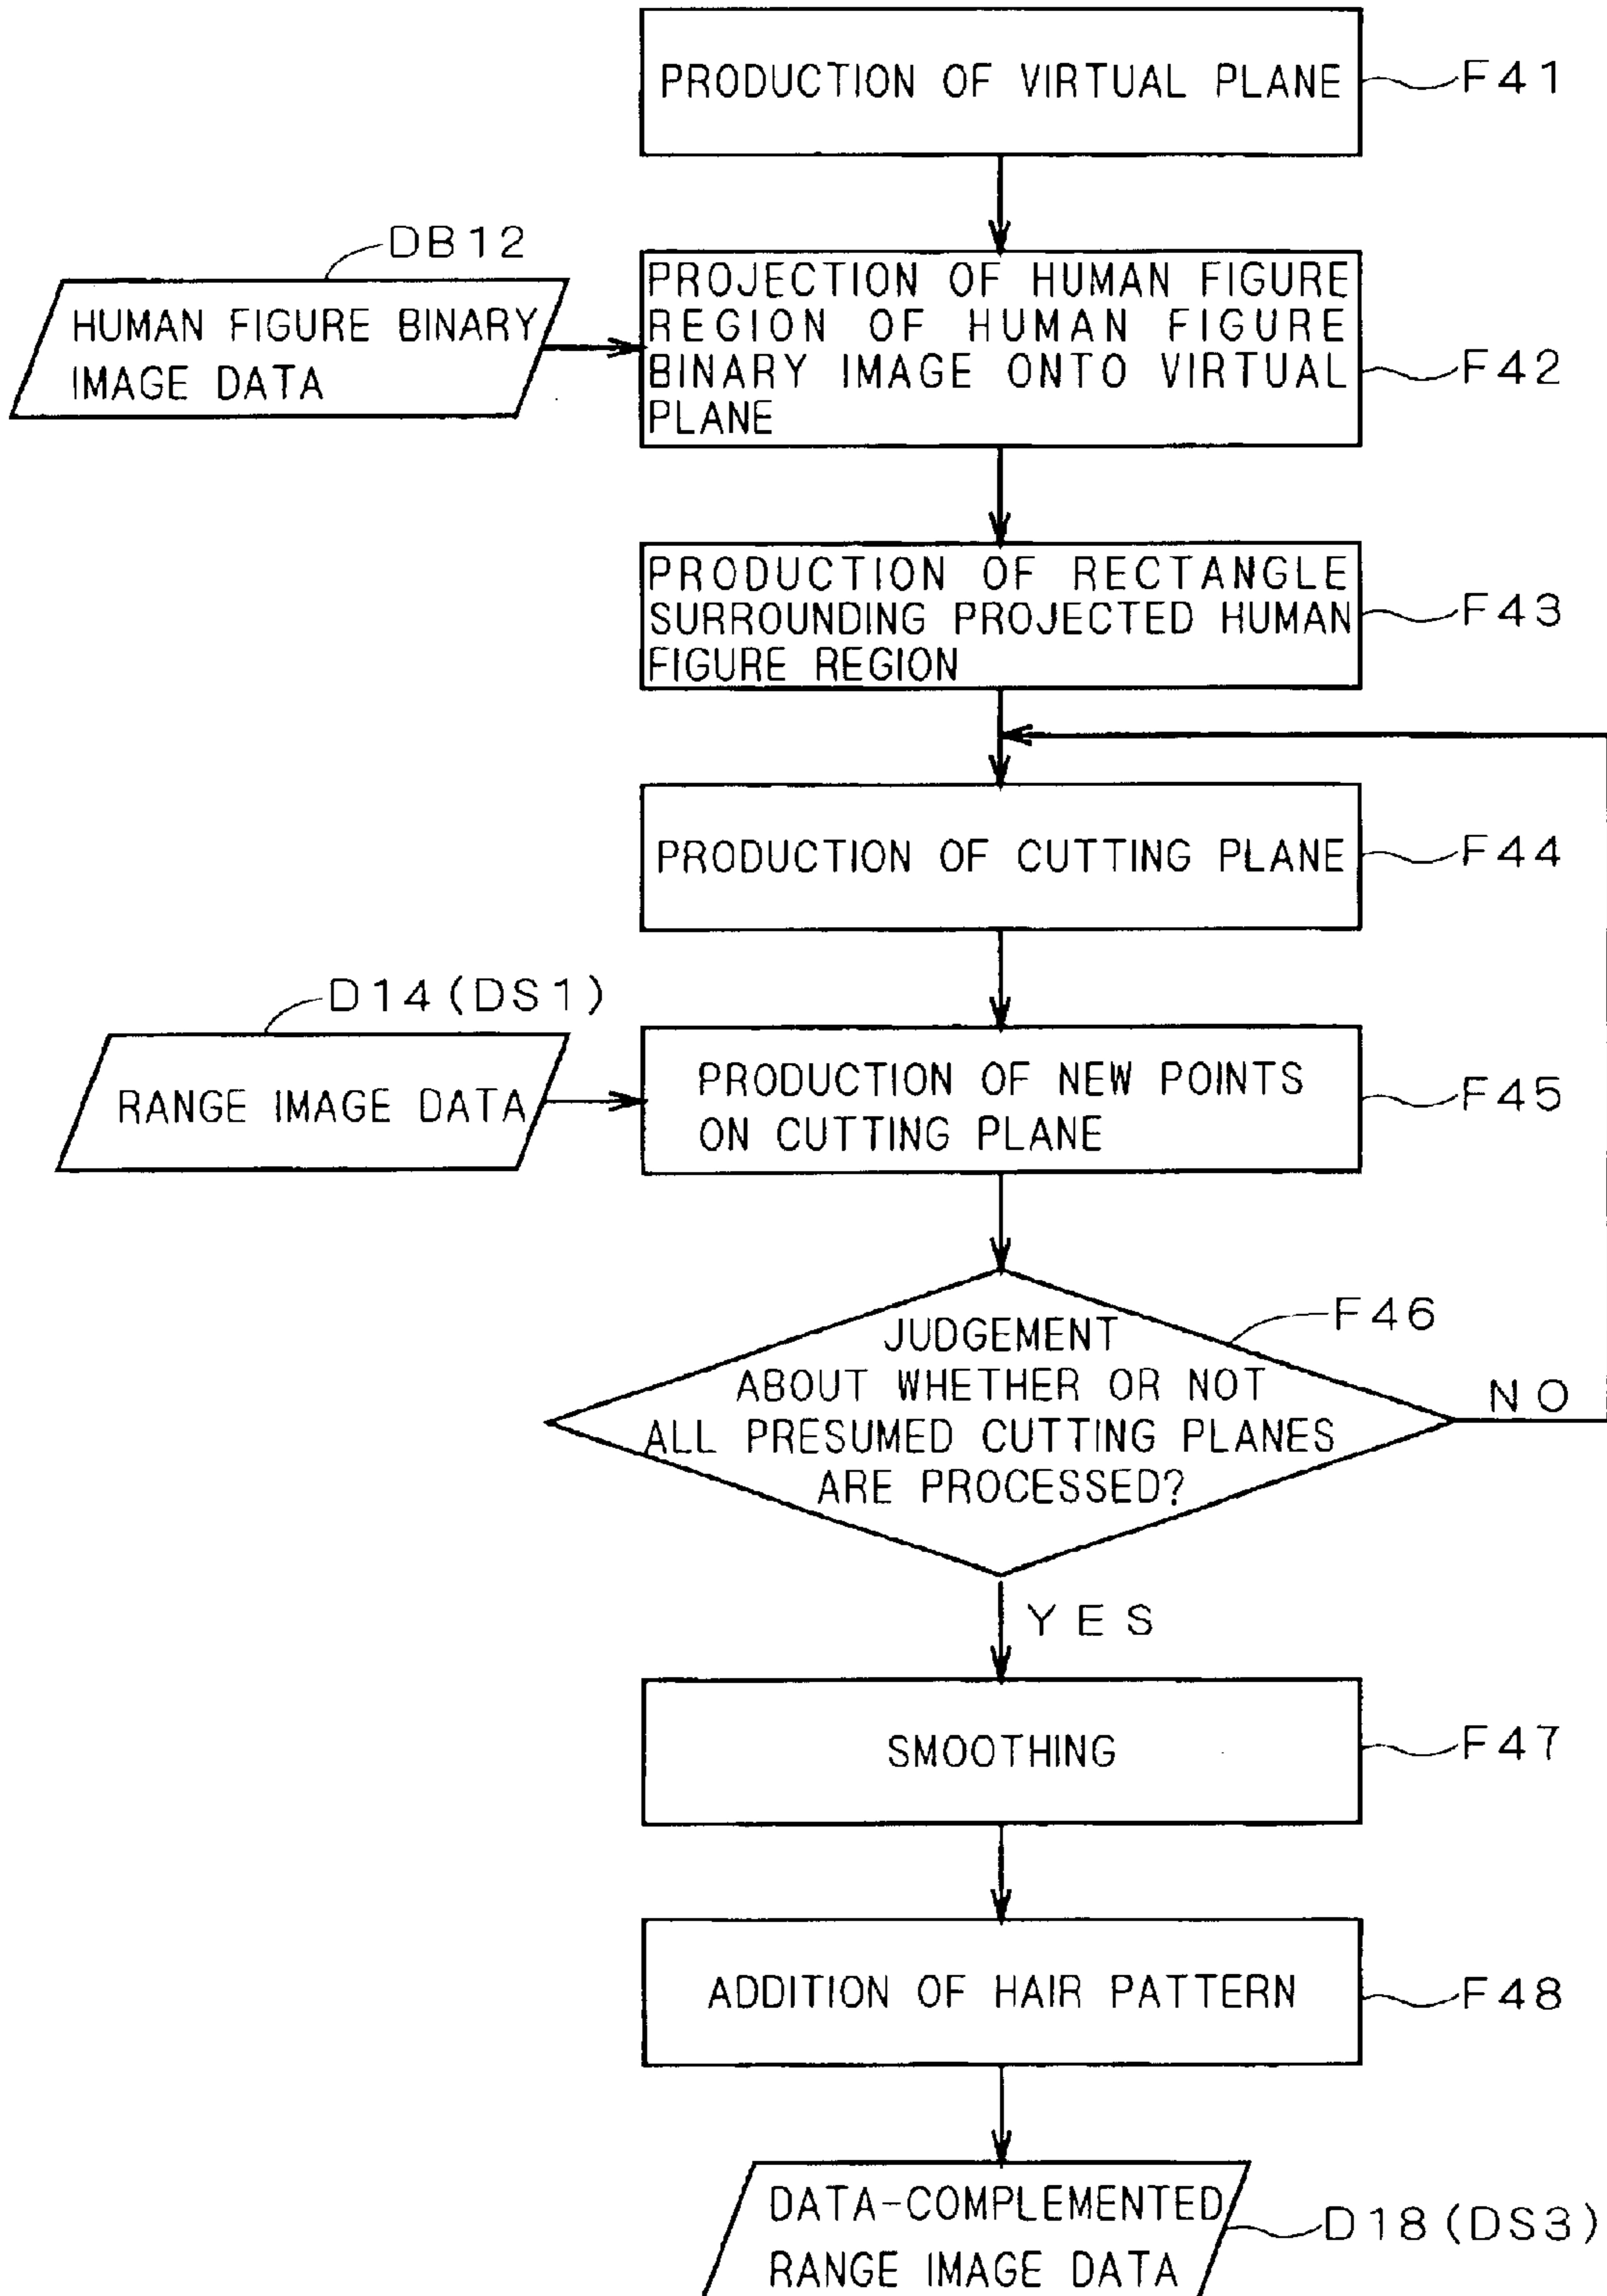 PRODUCTION OF VIRTUAL PLANE
F41
DB12
HUMAN FIGURE BINARY
IMAGE DATA
PROJECTION OF HUMAN FIGURE
REGION OF HUMAN FIGURE
BINARY IMAGE ONTO VIRTUAL
PLANE
F42
PRODUCTION OF RECTANGLE
SURROUNDING PROJECTED HUMAN
FIGURE REGION
F43
PRODUCTION OF CUTTING PLANE
F44
D14(DS1)
RANGE IMAGE DATA
PRODUCTION OF NEW POINTS
ON CUTTING PLANE
F45
F46
JUDGEMENT
ABOUT WHETHER OR NOT
ALL PRESUMED CUTTING PLANES
ARE PROCESSED?
NO
YES
SMOOTHING
F47
ADDITION OF HAIR PATTERN
F48
DATA-COMPLEMENTED
RANGE IMAGE DATA
D18(DS3)